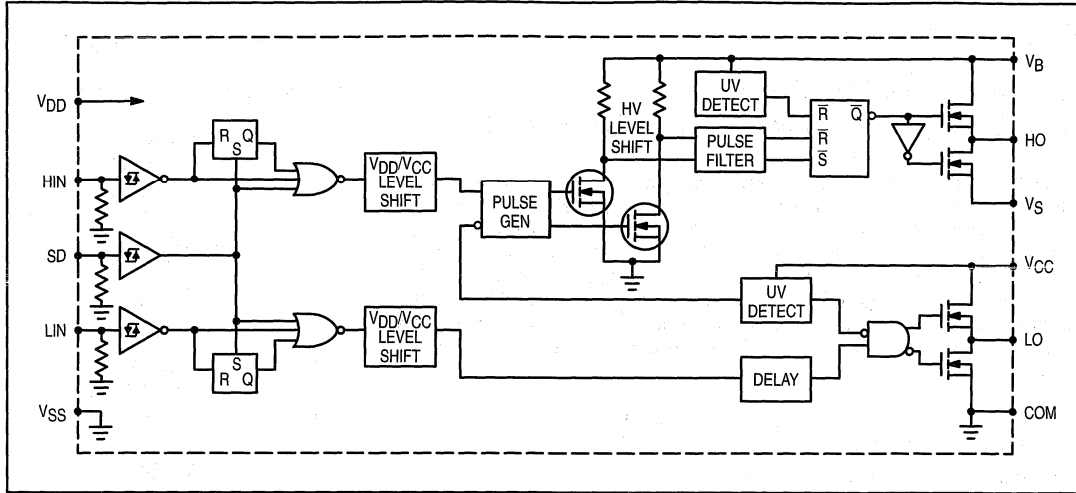 V_DD
HIN
SD
LIN
V_SS
R Q
S
V_DD/V_CC
LEVEL
SHIFT
PULSE
GEN
HV
LEVEL
SHIFT
UV
DETECT
PULSE
FILTER
R̅ Q̅
R̅
S̅
V_B
HO
V_S
S
R Q
V_DD/V_CC
LEVEL
SHIFT
UV
DETECT
DELAY
V_CC
LO
COM